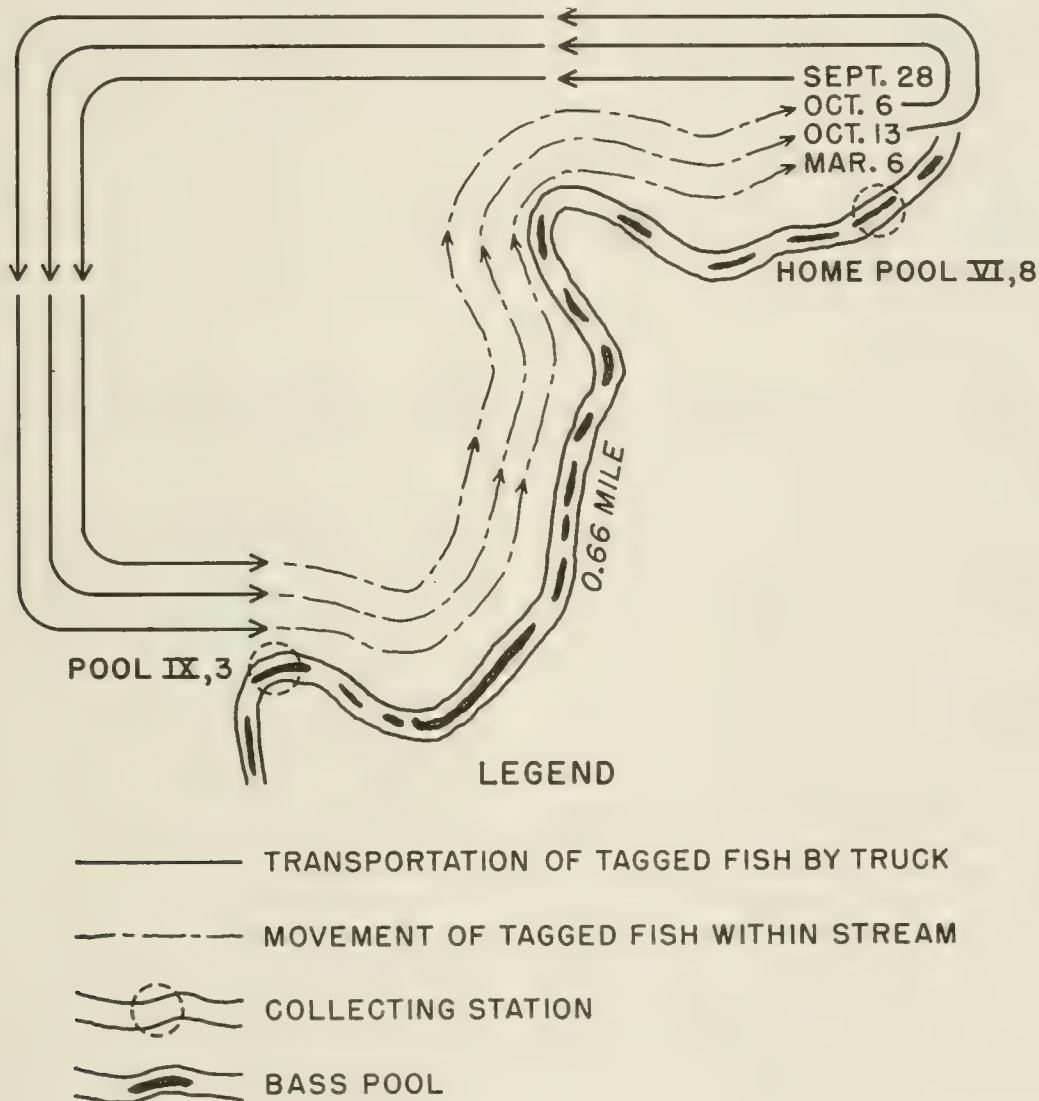 SEPT. 28
OCT. 6
OCT. 13
MAR. 6
HOME POOL VI,8
0.66 MILE
POOL IX,3
LEGEND
TRANSPORTATION OF TAGGED FISH BY TRUCK
MOVEMENT OF TAGGED FISH WITHIN STREAM
COLLECTING STATION
BASS POOL